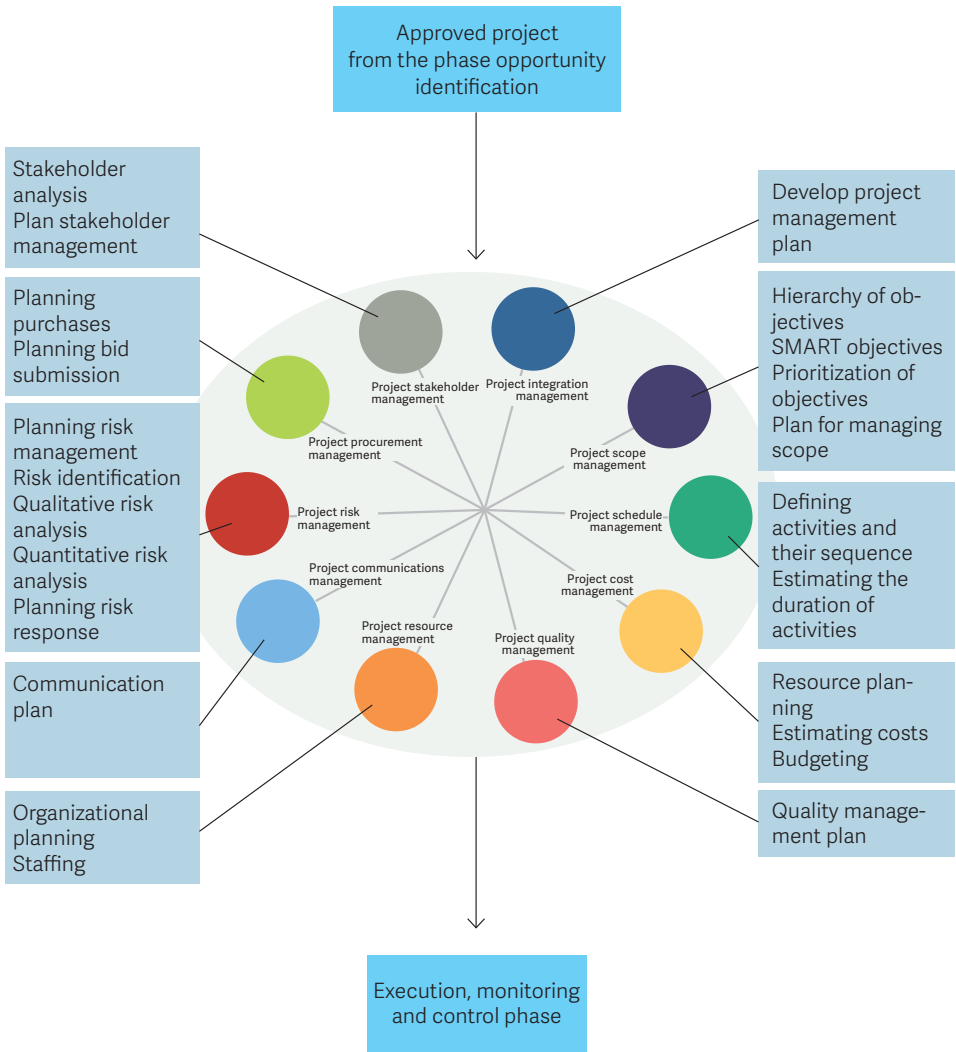 Approved project
from the phase opportunity
identification
Stakeholder
analysis
Plan stakeholder
management
Planning
purchases
Planning bid
submission
Planning risk
management
Risk identification
Qualitative risk
analysis
Quantitative risk
analysis
Planning risk
response
Communication
plan
Organizational
planning
Staffing
Project stakeholder
management
Project integration
management
Project procurement
management
Project scope
management
Project risk
management
Project schedule
management
Project communications
management
Project cost
management
Project resource
management
Project quality
management
Develop project
management
plan
Hierarchy of ob-
jectives
SMART objectives
Prioritization of
objectives
Plan for managing
scope
Defining
activities and
their sequence
Estimating the
duration of
activities
Resource plan-
ning
Estimating costs
Budgeting
Quality manage-
ment plan
Execution, monitoring
and control phase